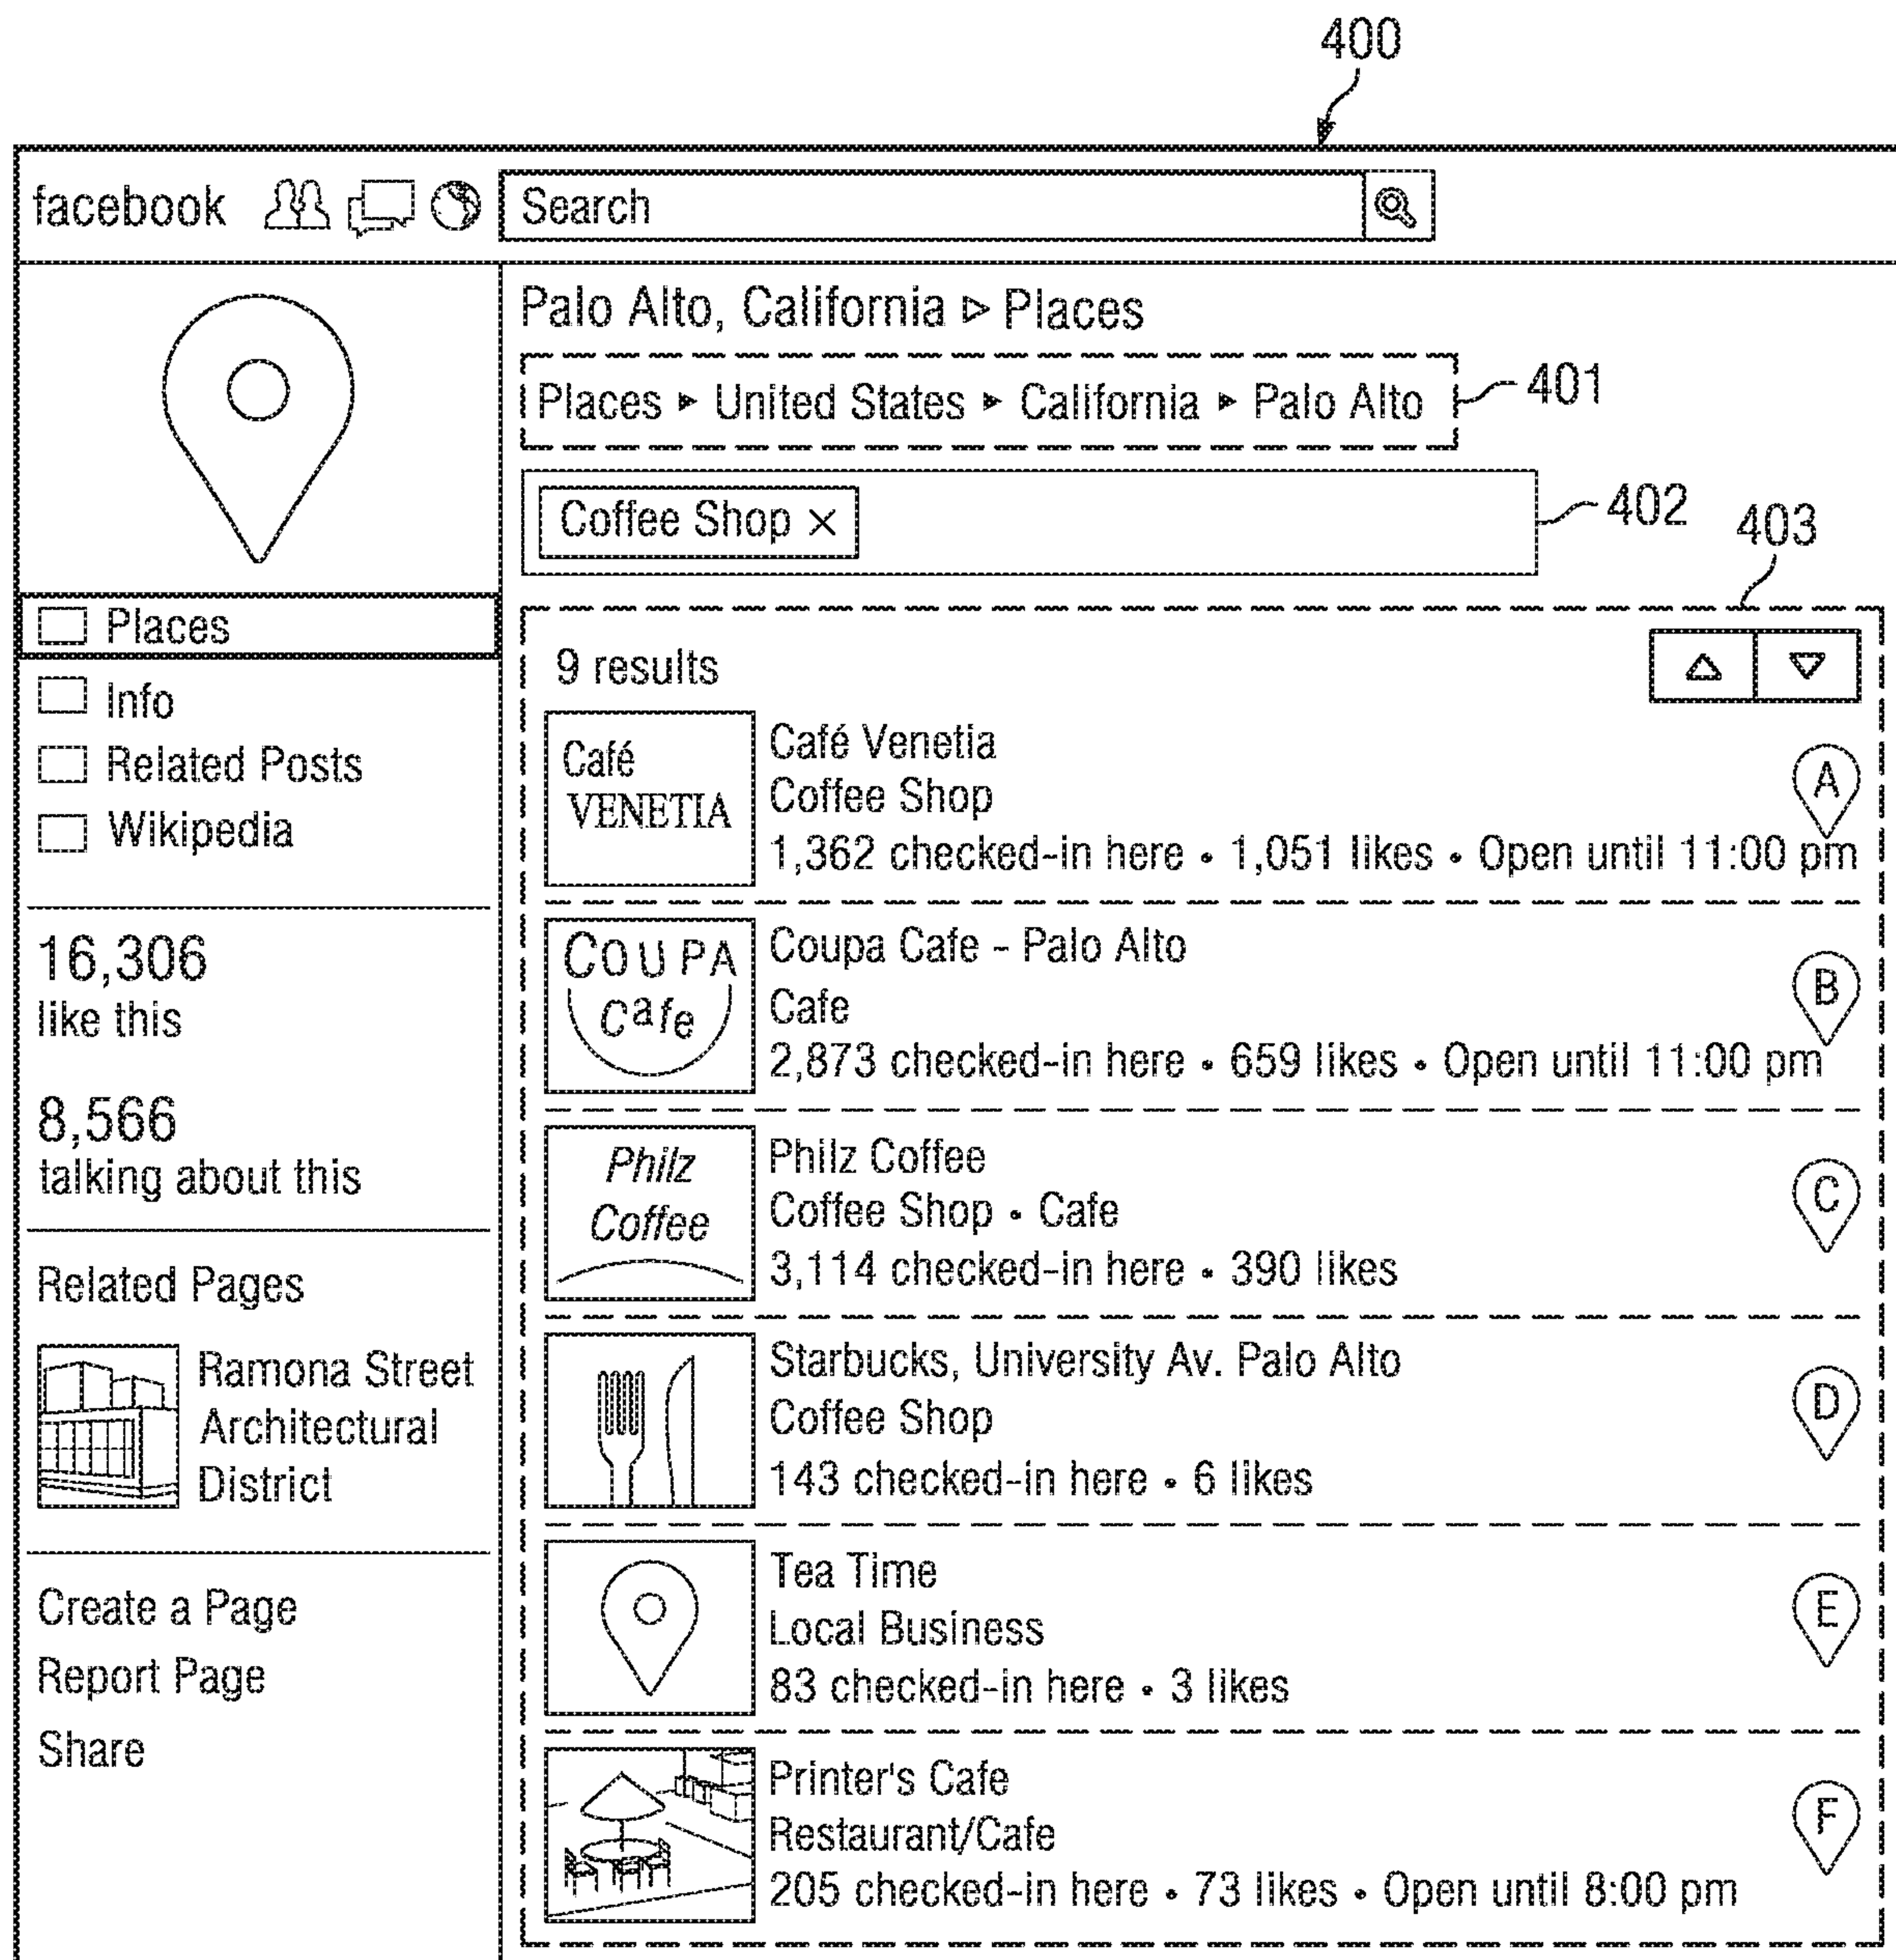 400
facebook
Search
Palo Alto, California ▷ Places
Places ▸ United States ▸ California ▸ Palo Alto
401
Coffee Shop ×
402
403
Places
Info
Related Posts
Wikipedia
16,306
like this
8,566
talking about this
Related Pages
Ramona Street
Architectural
District
Create a Page
Report Page
Share
9 results
Café
VENETIA
Café Venetia
Coffee Shop
1,362 checked-in here • 1,051 likes • Open until 11:00 pm
A
COUPA
Cafe
Coupa Cafe - Palo Alto
Cafe
2,873 checked-in here • 659 likes • Open until 11:00 pm
B
Philz
Coffee
Philz Coffee
Coffee Shop • Cafe
3,114 checked-in here • 390 likes
C
Starbucks, University Av. Palo Alto
Coffee Shop
143 checked-in here • 6 likes
D
Tea Time
Local Business
83 checked-in here • 3 likes
E
Printer's Cafe
Restaurant/Cafe
205 checked-in here • 73 likes • Open until 8:00 pm
F